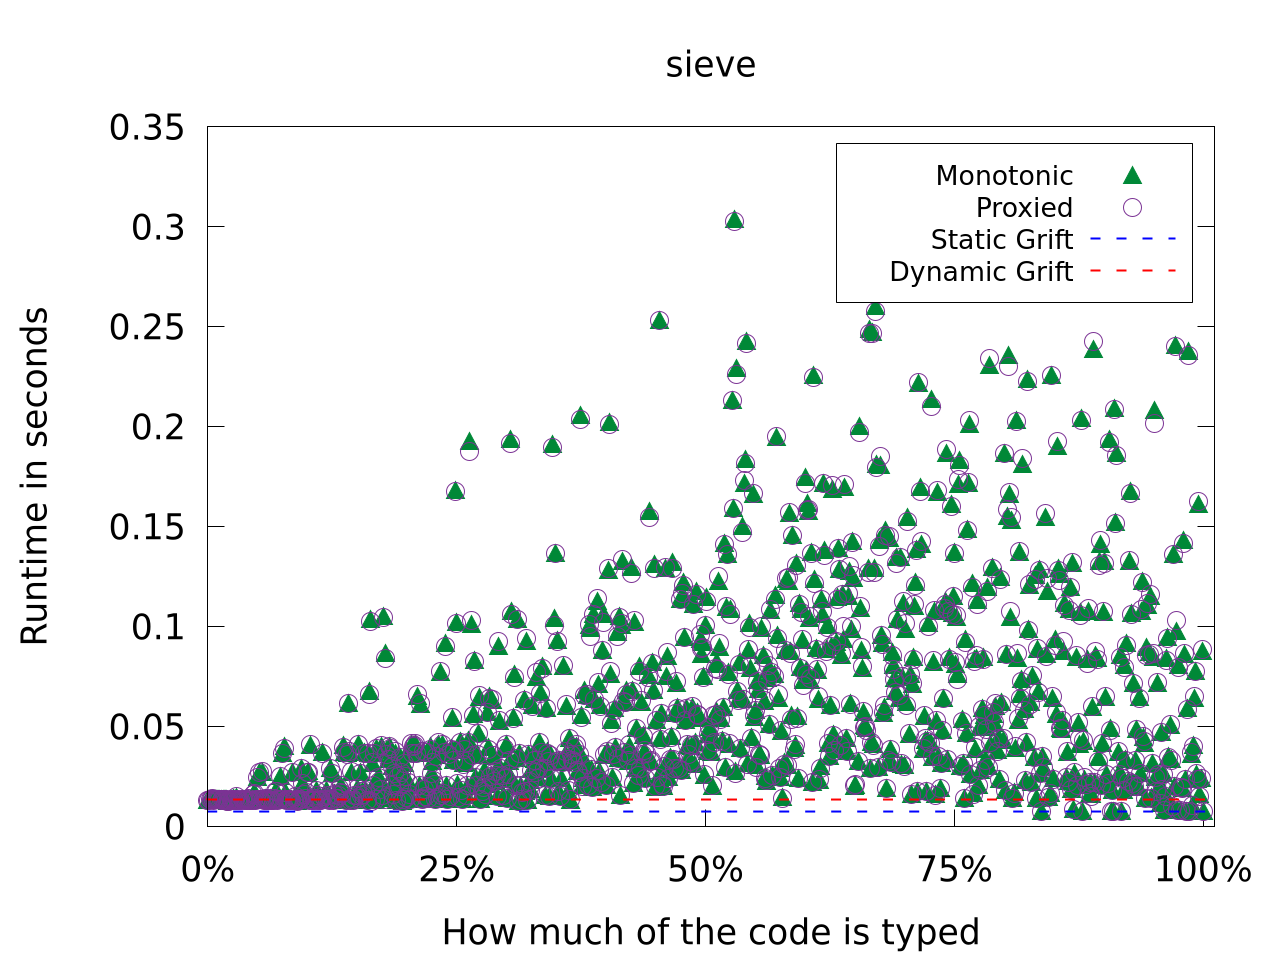 sieve
0.35
0.3
0.25
0.2
0.15
0.1
0.05
0
Runtime in seconds
Monotonic
Proxied
Static Grift
Dynamic Grift
0% 25% 50% 75% 100%
How much of the code is typed